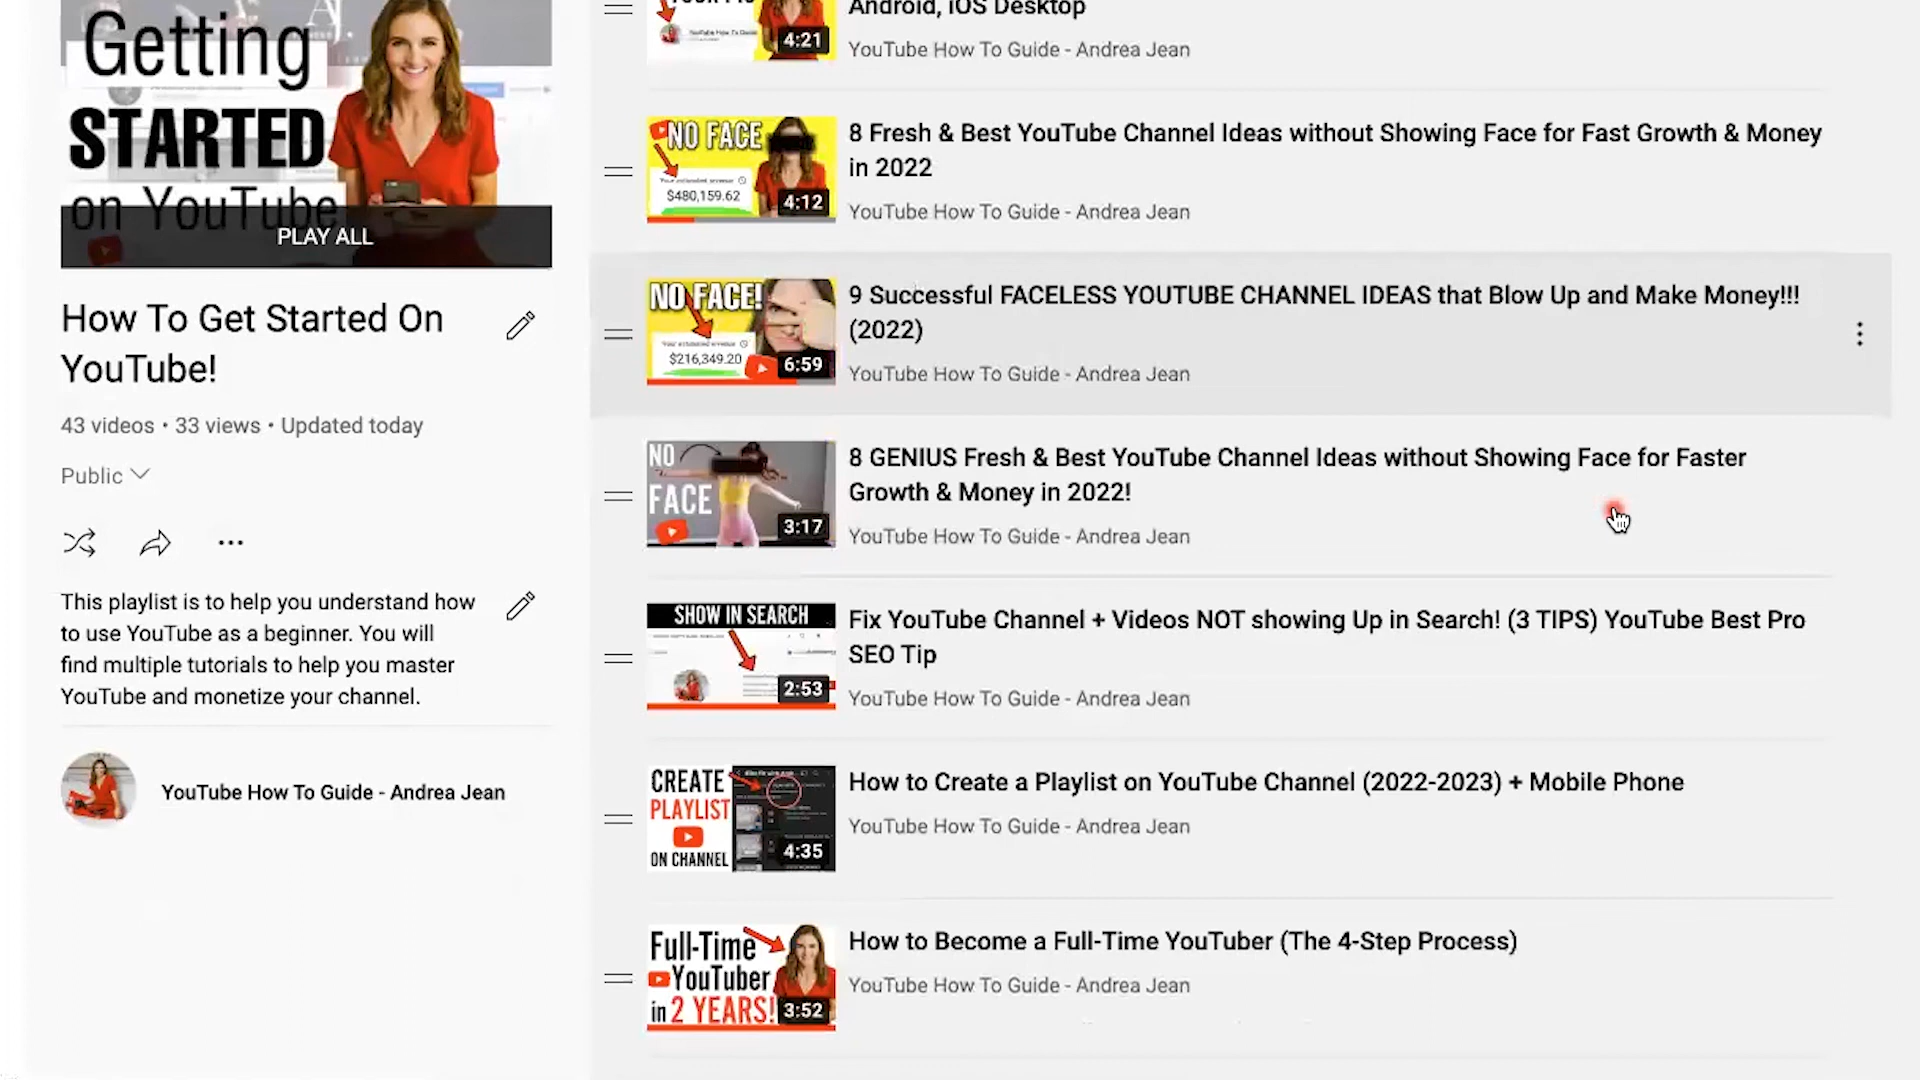 Getting
STARTED
on YouTube
PLAY ALL
How To Get Started On
YouTube!
43 videos • 33 views • Updated today
Public
This playlist is to help you understand how
to use YouTube as a beginner. You will
find multiple tutorials to help you master
YouTube and monetize your channel.
YouTube How To Guide - Andrea Jean
4:21
Android, iOS Desktop
YouTube How To Guide - Andrea Jean
NO FACE
Your estimated revenue
$480,159.62
4:12
8 Fresh & Best YouTube Channel Ideas without Showing Face for Fast Growth & Money
in 2022
YouTube How To Guide - Andrea Jean
NO FACE!
Your estimated revenue
$216,349.20
6:59
9 Successful FACELESS YOUTUBE CHANNEL IDEAS that Blow Up and Make Money!!!
(2022)
YouTube How To Guide - Andrea Jean
NO
FACE
3:17
8 GENIUS Fresh & Best YouTube Channel Ideas without Showing Face for Faster
Growth & Money in 2022!
YouTube How To Guide - Andrea Jean
SHOW IN SEARCH
2:53
Fix YouTube Channel + Videos NOT showing Up in Search! (3 TIPS) YouTube Best Pro
SEO Tip
YouTube How To Guide - Andrea Jean
CREATE
PLAYLIST
ON CHANNEL
4:35
How to Create a Playlist on YouTube Channel (2022-2023) + Mobile Phone
YouTube How To Guide - Andrea Jean
Full-Time
YouTuber
in 2 YEARS!
3:52
How to Become a Full-Time YouTuber (The 4-Step Process)
YouTube How To Guide - Andrea Jean